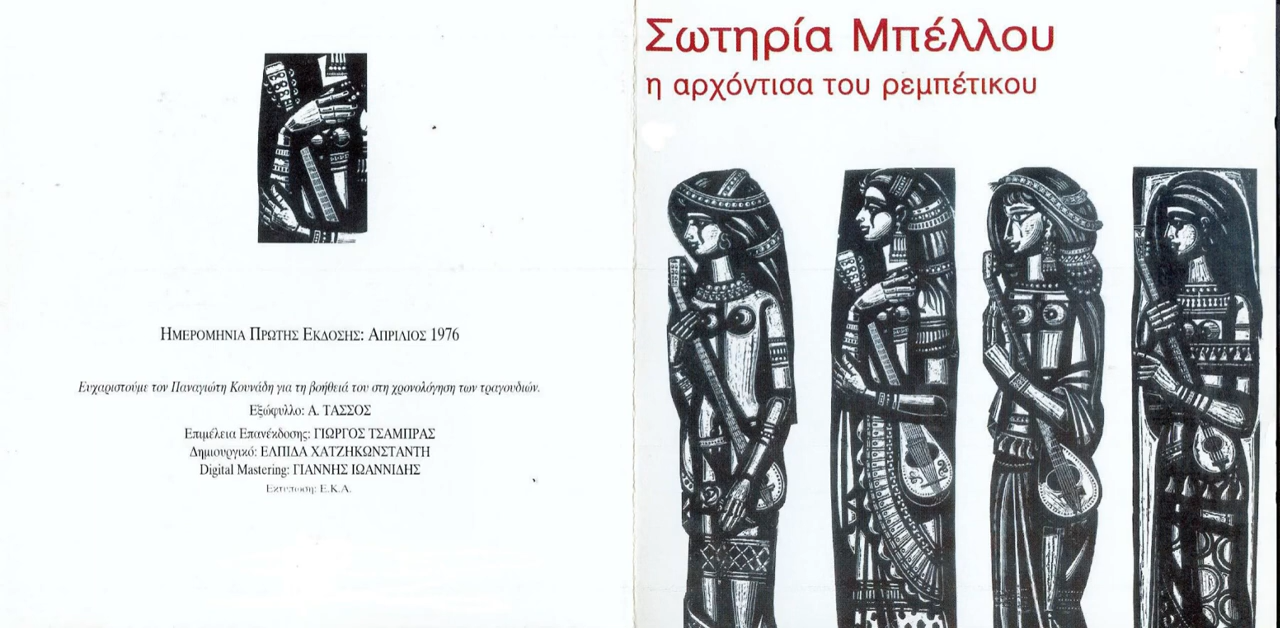 ΗΜΕΡΟΜΗΝΙΑ ΠΡΩΤΗΣ ΕΚΔΟΣΗΣ: ΑΠΡΙΛΙΟΣ 1976
Ευχαριστούμε τον Παναγιώτη Κουνάδη για τη βοήθειά του στη χρονολόγηση των τραγουδιών.
Εξώφυλλο: Α. ΤΑΣΣΟΣ
Επιμέλεια Επανέκδοσης: ΓΙΩΡΓΟΣ ΤΣΑΜΠΡΑΣ
Δημιουργικό: ΕΛΠΙΔΑ ΧΑΤΖΗΚΩΝΣΤΑΝΤΗ
Digital Mastering: ΓΙΑΝΝΗΣ ΙΩΑΝΝΙΔΗΣ
Εκτύπωση: Ε.Κ.Α.
Σωτηρία Μπέλλου
η αρχόντισα του ρεμπέτικου